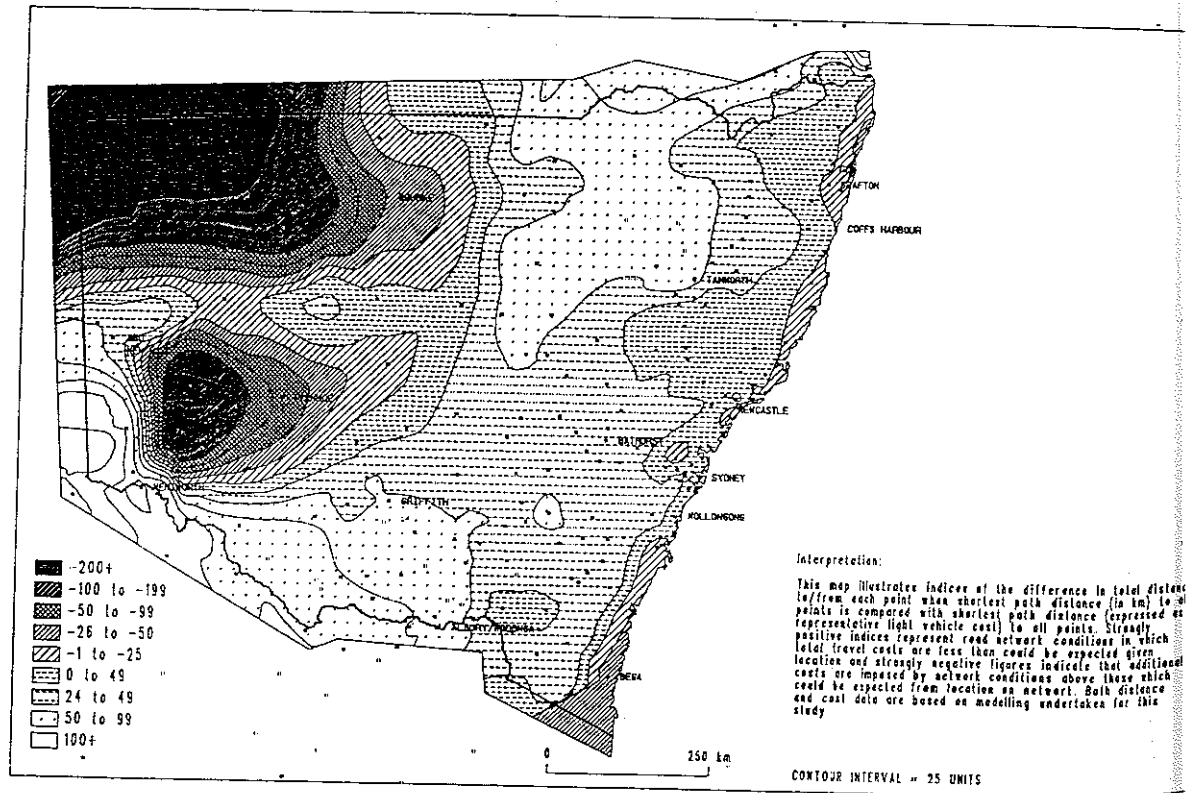 GRAFTON
COFFS HARBOUR
TAMWORTH
NEWCASTLE
BATHURST
SYDNEY
WOLLONGONG
WENTWORTH
GRIFFITH
BEGA
-200+
-100 to -199
-50 to -99
-26 to -50
-1 to -25
0 to 49
24 to 49
50 to 99
100+
0 250 km
Interpretation:
This map illustrates indices of the difference in total distanc
to/from each point when shortest path distance (in km) to
points is compared with shortest path distance (expressed as
representative light vehicle cost) to all points. Strongly
positive indices represent road network conditions in which
total travel costs are less than could be expected given
location and strongly negative figures indicate that additional
costs are imposed by network conditions above those which
could be expected from location on network. Both distance
and cost data are based on modelling undertaken for this
study
CONTOUR INTERVAL = 25 UNITS